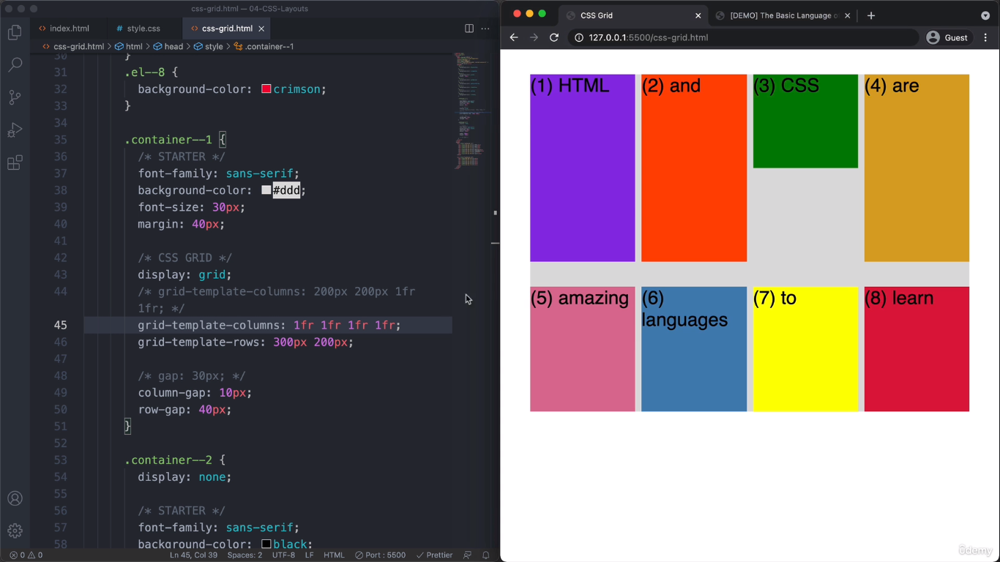 css-grid.html — 04-CSS-Layouts
index.html
style.css
css-grid.html
css-grid.html > html > head > style > .container--1
30 }
31 .el--8 {
32 background-color: crimson;
33 }
34
35 .container--1 {
36 /* STARTER */
37 font-family: sans-serif;
38 background-color: #ddd;
39 font-size: 30px;
40 margin: 40px;
41
42 /* CSS GRID */
43 display: grid;
44 /* grid-template-columns: 200px 200px 1fr
1fr; */
45 grid-template-columns: 1fr 1fr 1fr 1fr;
46 grid-template-rows: 300px 200px;
47
48 /* gap: 30px; */
49 column-gap: 10px;
50 row-gap: 40px;
51 }
52
53 .container--2 {
54 display: none;
55
56 /* STARTER */
57 font-family: sans-serif;
58 background-color: black;
0 0
Ln 45, Col 39
Spaces: 2
UTF-8
LF
HTML
Port : 5500
Prettier
CSS Grid
[DEMO] The Basic Language o
127.0.0.1:5500/css-grid.html
Guest
(1) HTML
(2) and
(3) CSS
(4) are
(5) amazing
(6)
languages
(7) to
(8) learn
ûdemy